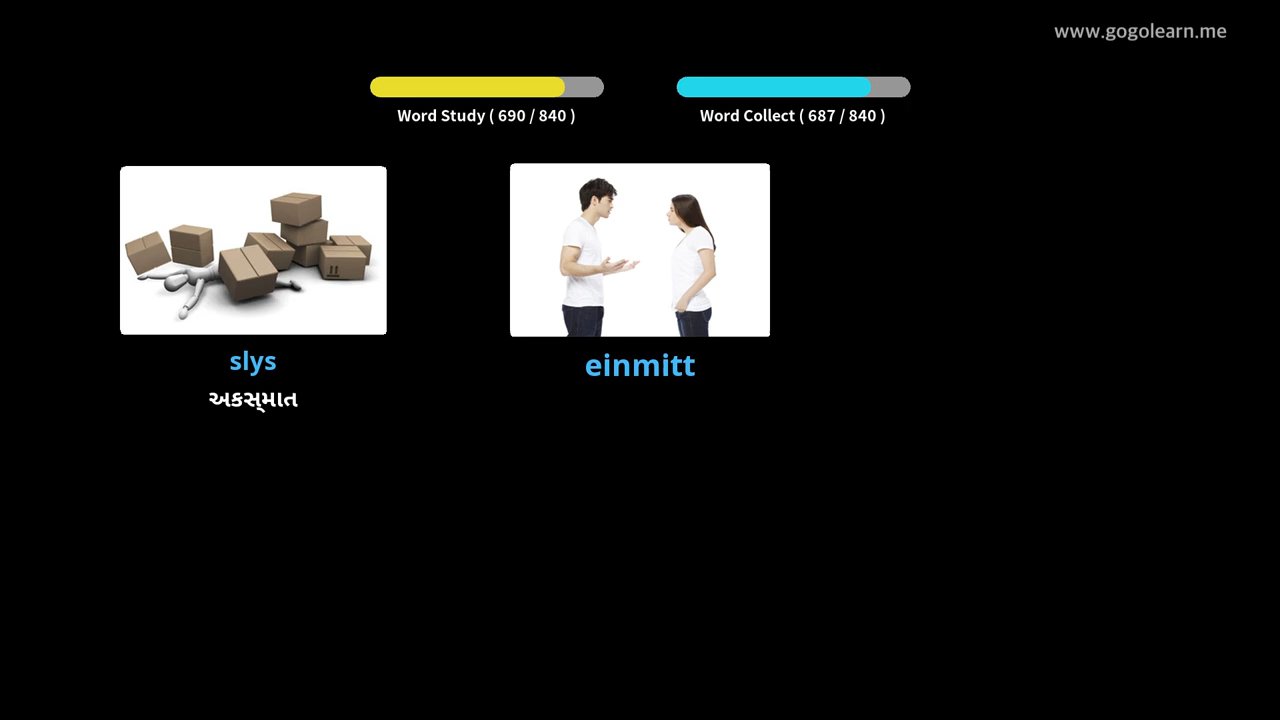 www.gogolearn.me
Word Study ( 690 / 840 )
Word Collect ( 687 / 840 )
slys
અકસ્માત
einmitt